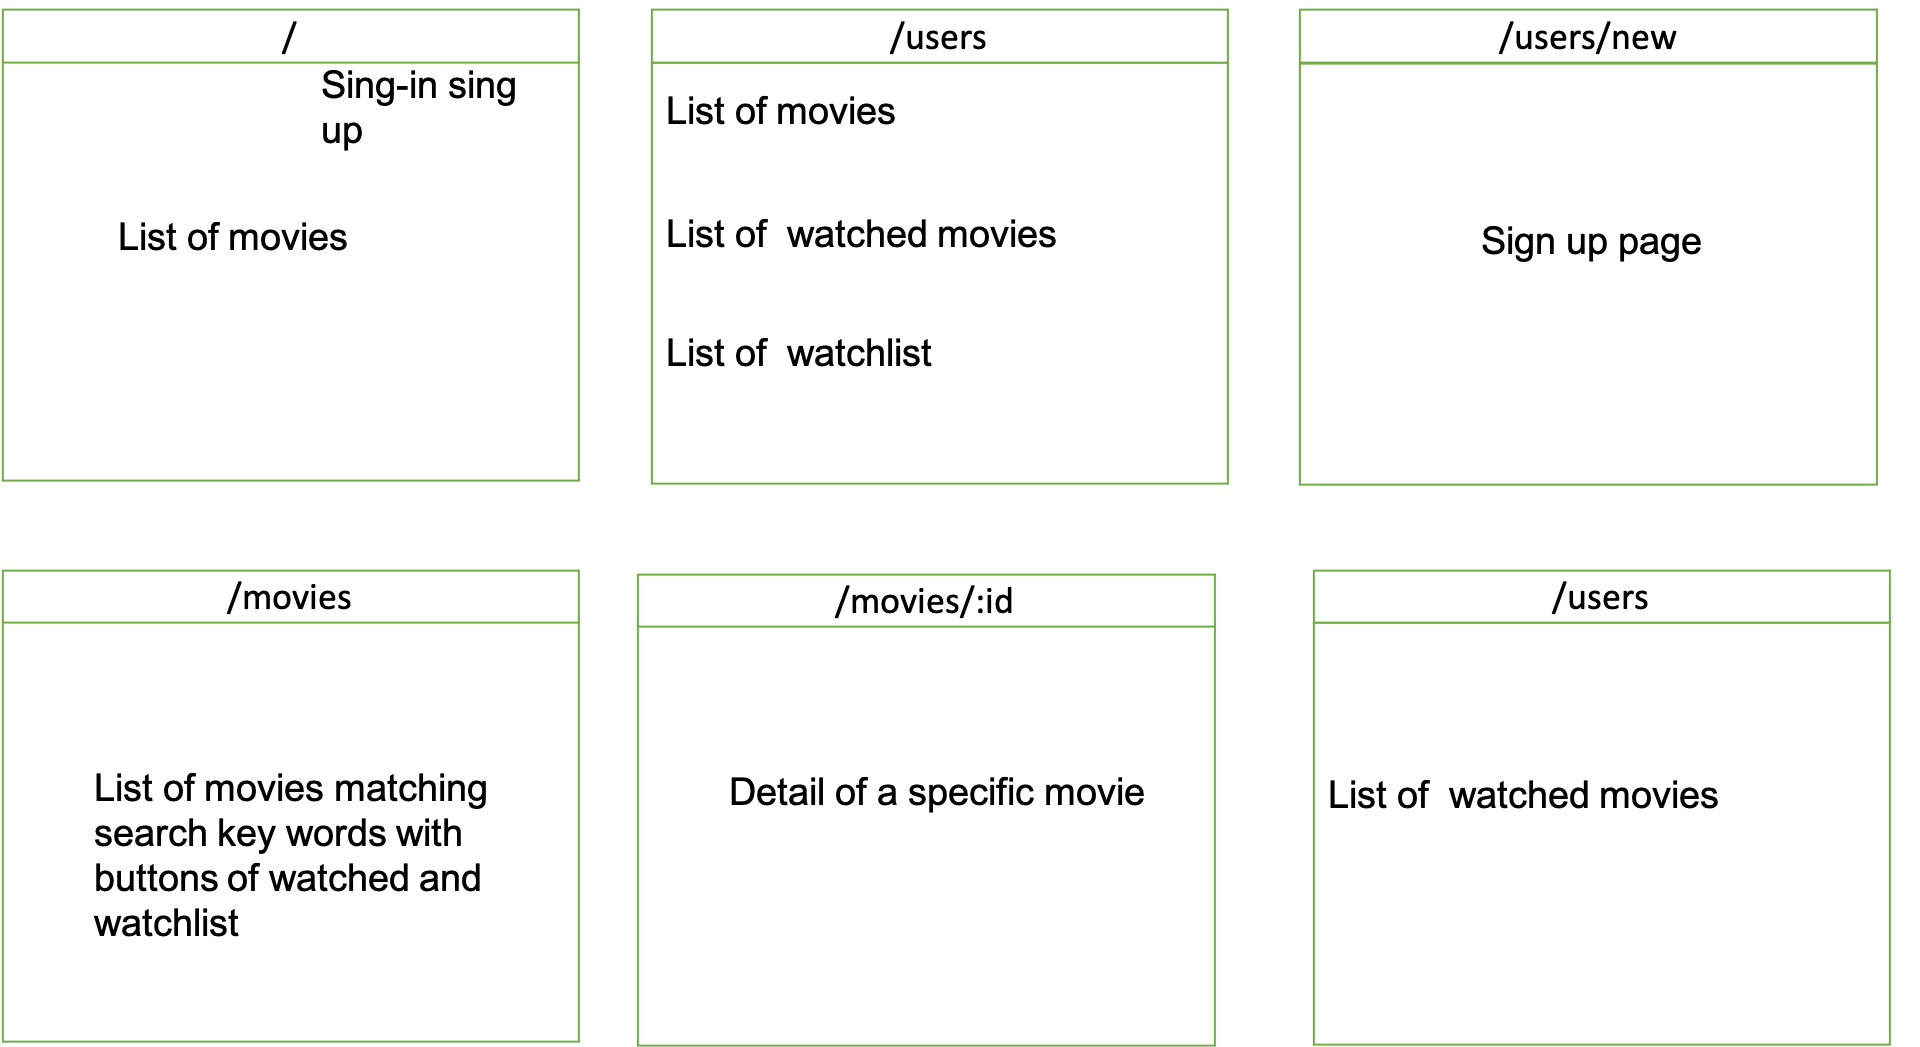 /
Sing-in sing
up
List of movies
/users
List of movies
List of  watched movies
List of  watchlist
/users/new
Sign up page
/movies
List of movies matching
search key words with
buttons of watched and
watchlist
/movies/:id
Detail of a specific movie
/users
List of  watched movies